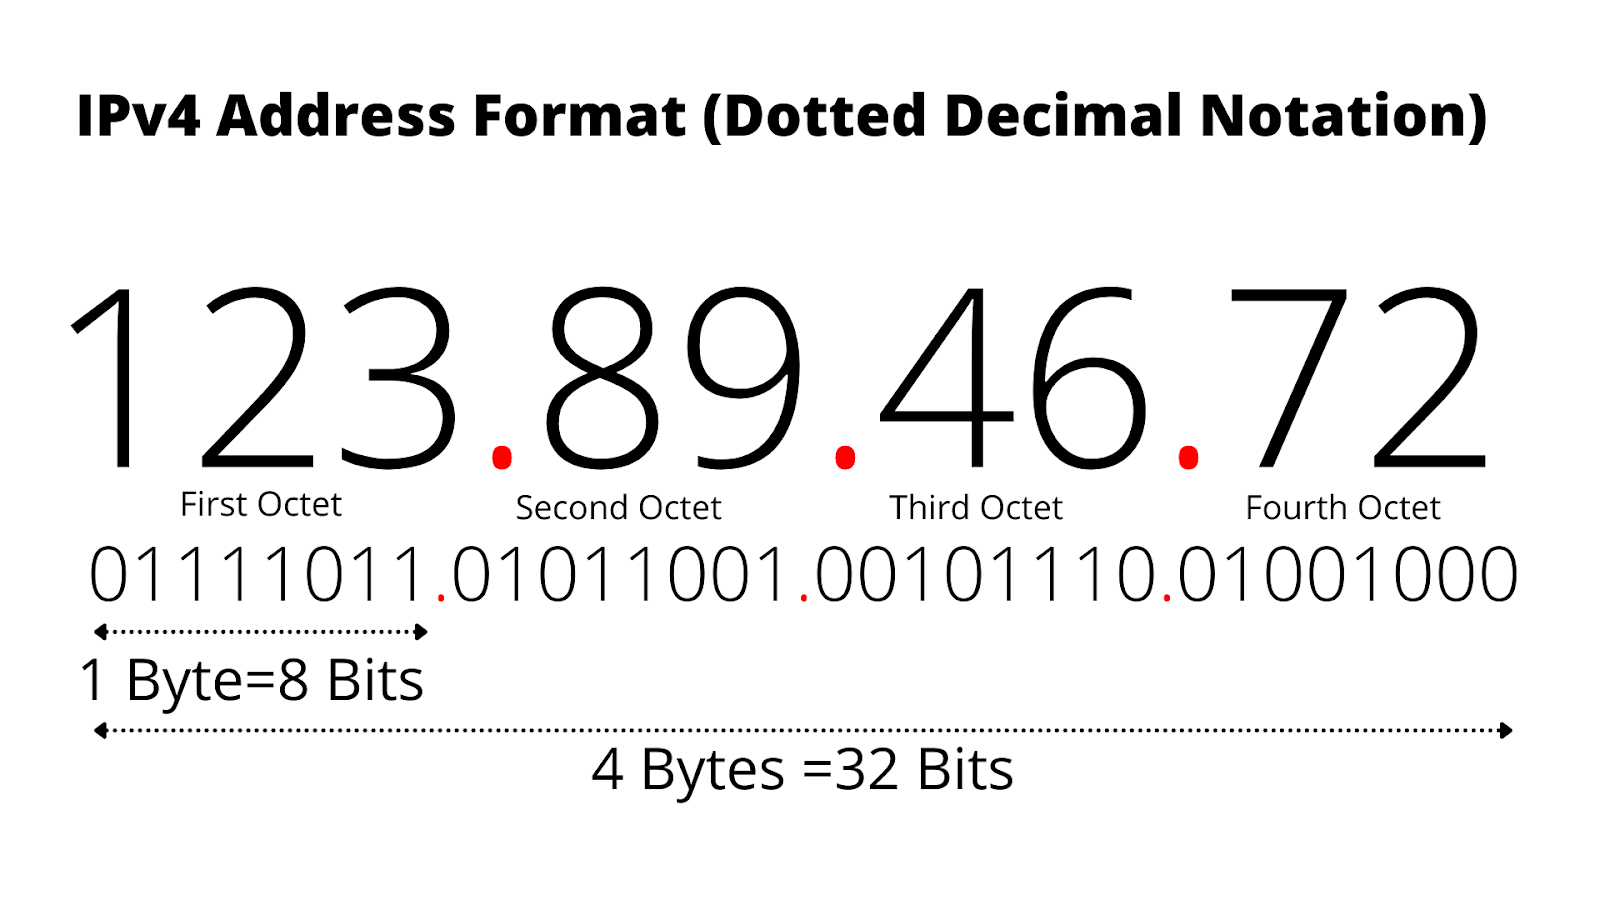 IPv4 Address Format (Dotted Decimal Notation)
123.89.46.72
First Octet Second Octet Third Octet Fourth Octet
01111011.01011001.00101110.01001000
1 Byte=8 Bits
4 Bytes =32 Bits